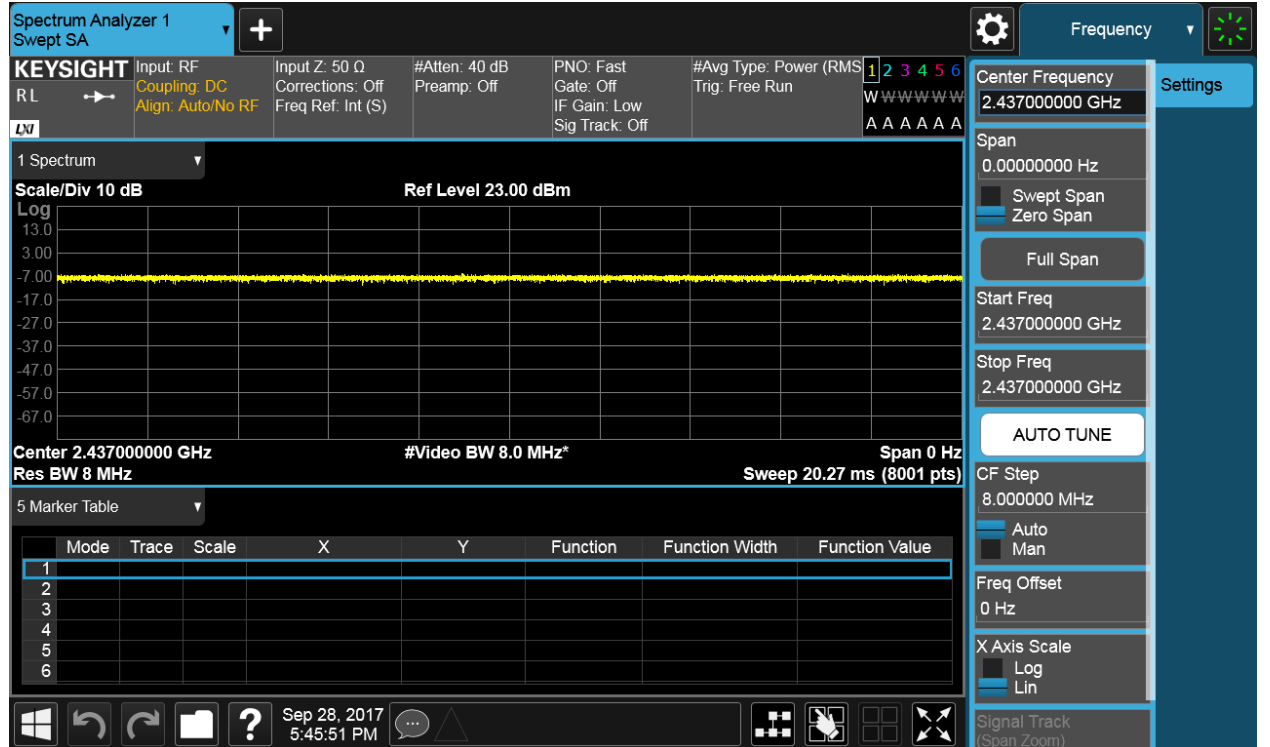 Spectrum Analyzer 1
Swept SA
Frequency
KEYSIGHT
RL
LXI
Input: RF
Coupling: DC
Align: Auto/No RF
Input Z: 50 Ω
Corrections: Off
Freq Ref: Int (S)
#Atten: 40 dB
Preamp: Off
PNO: Fast
Gate: Off
IF Gain: Low
Sig Track: Off
#Avg Type: Power (RMS
Trig: Free Run
1 2 3 4 5 6
W W W W W W
A A A A A A
1 Spectrum
Scale/Div 10 dB
Ref Level 23.00 dBm
Log
13.0
3.00
-7.00
-17.0
-27.0
-37.0
-47.0
-57.0
-67.0
Center 2.437000000 GHz
#Video BW 8.0 MHz*
Span 0 Hz
Res BW 8 MHz
Sweep 20.27 ms (8001 pts)
5 Marker Table
Mode Trace Scale X Y Function Function Width Function Value
1
2
3
4
5
6
Sep 28, 2017
5:45:51 PM
Center Frequency
2.437000000 GHz
Settings
Span
0.00000000 Hz
Swept Span
Zero Span
Full Span
Start Freq
2.437000000 GHz
Stop Freq
2.437000000 GHz
AUTO TUNE
CF Step
8.000000 MHz
Auto
Man
Freq Offset
0 Hz
X Axis Scale
Log
Lin
Signal Track
(Span Zoom)